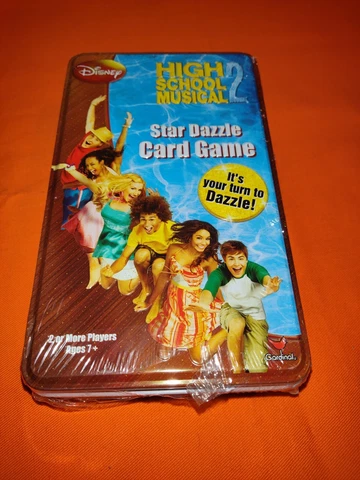 Disney
HIGH
SCHOOL
MUSICAL 2
Star Dazzle
Card Game
It's
your turn to
Dazzle!
2 or More Players
Ages 7+
Cardinal